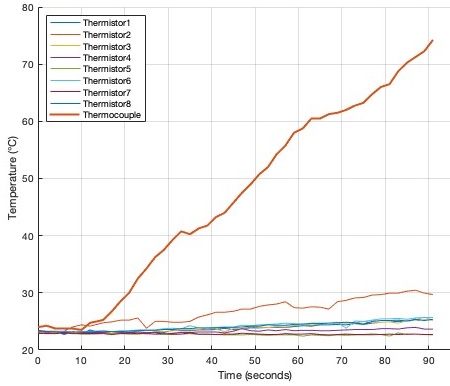 80
70
60
50
40
30
20
Temperature (°C)
Thermistor1
Thermistor2
Thermistor3
Thermistor4
Thermistor5
Thermistor6
Thermistor7
Thermistor8
Thermocouple
0 10 20 30 40 50 60 70 80 90
Time (seconds)